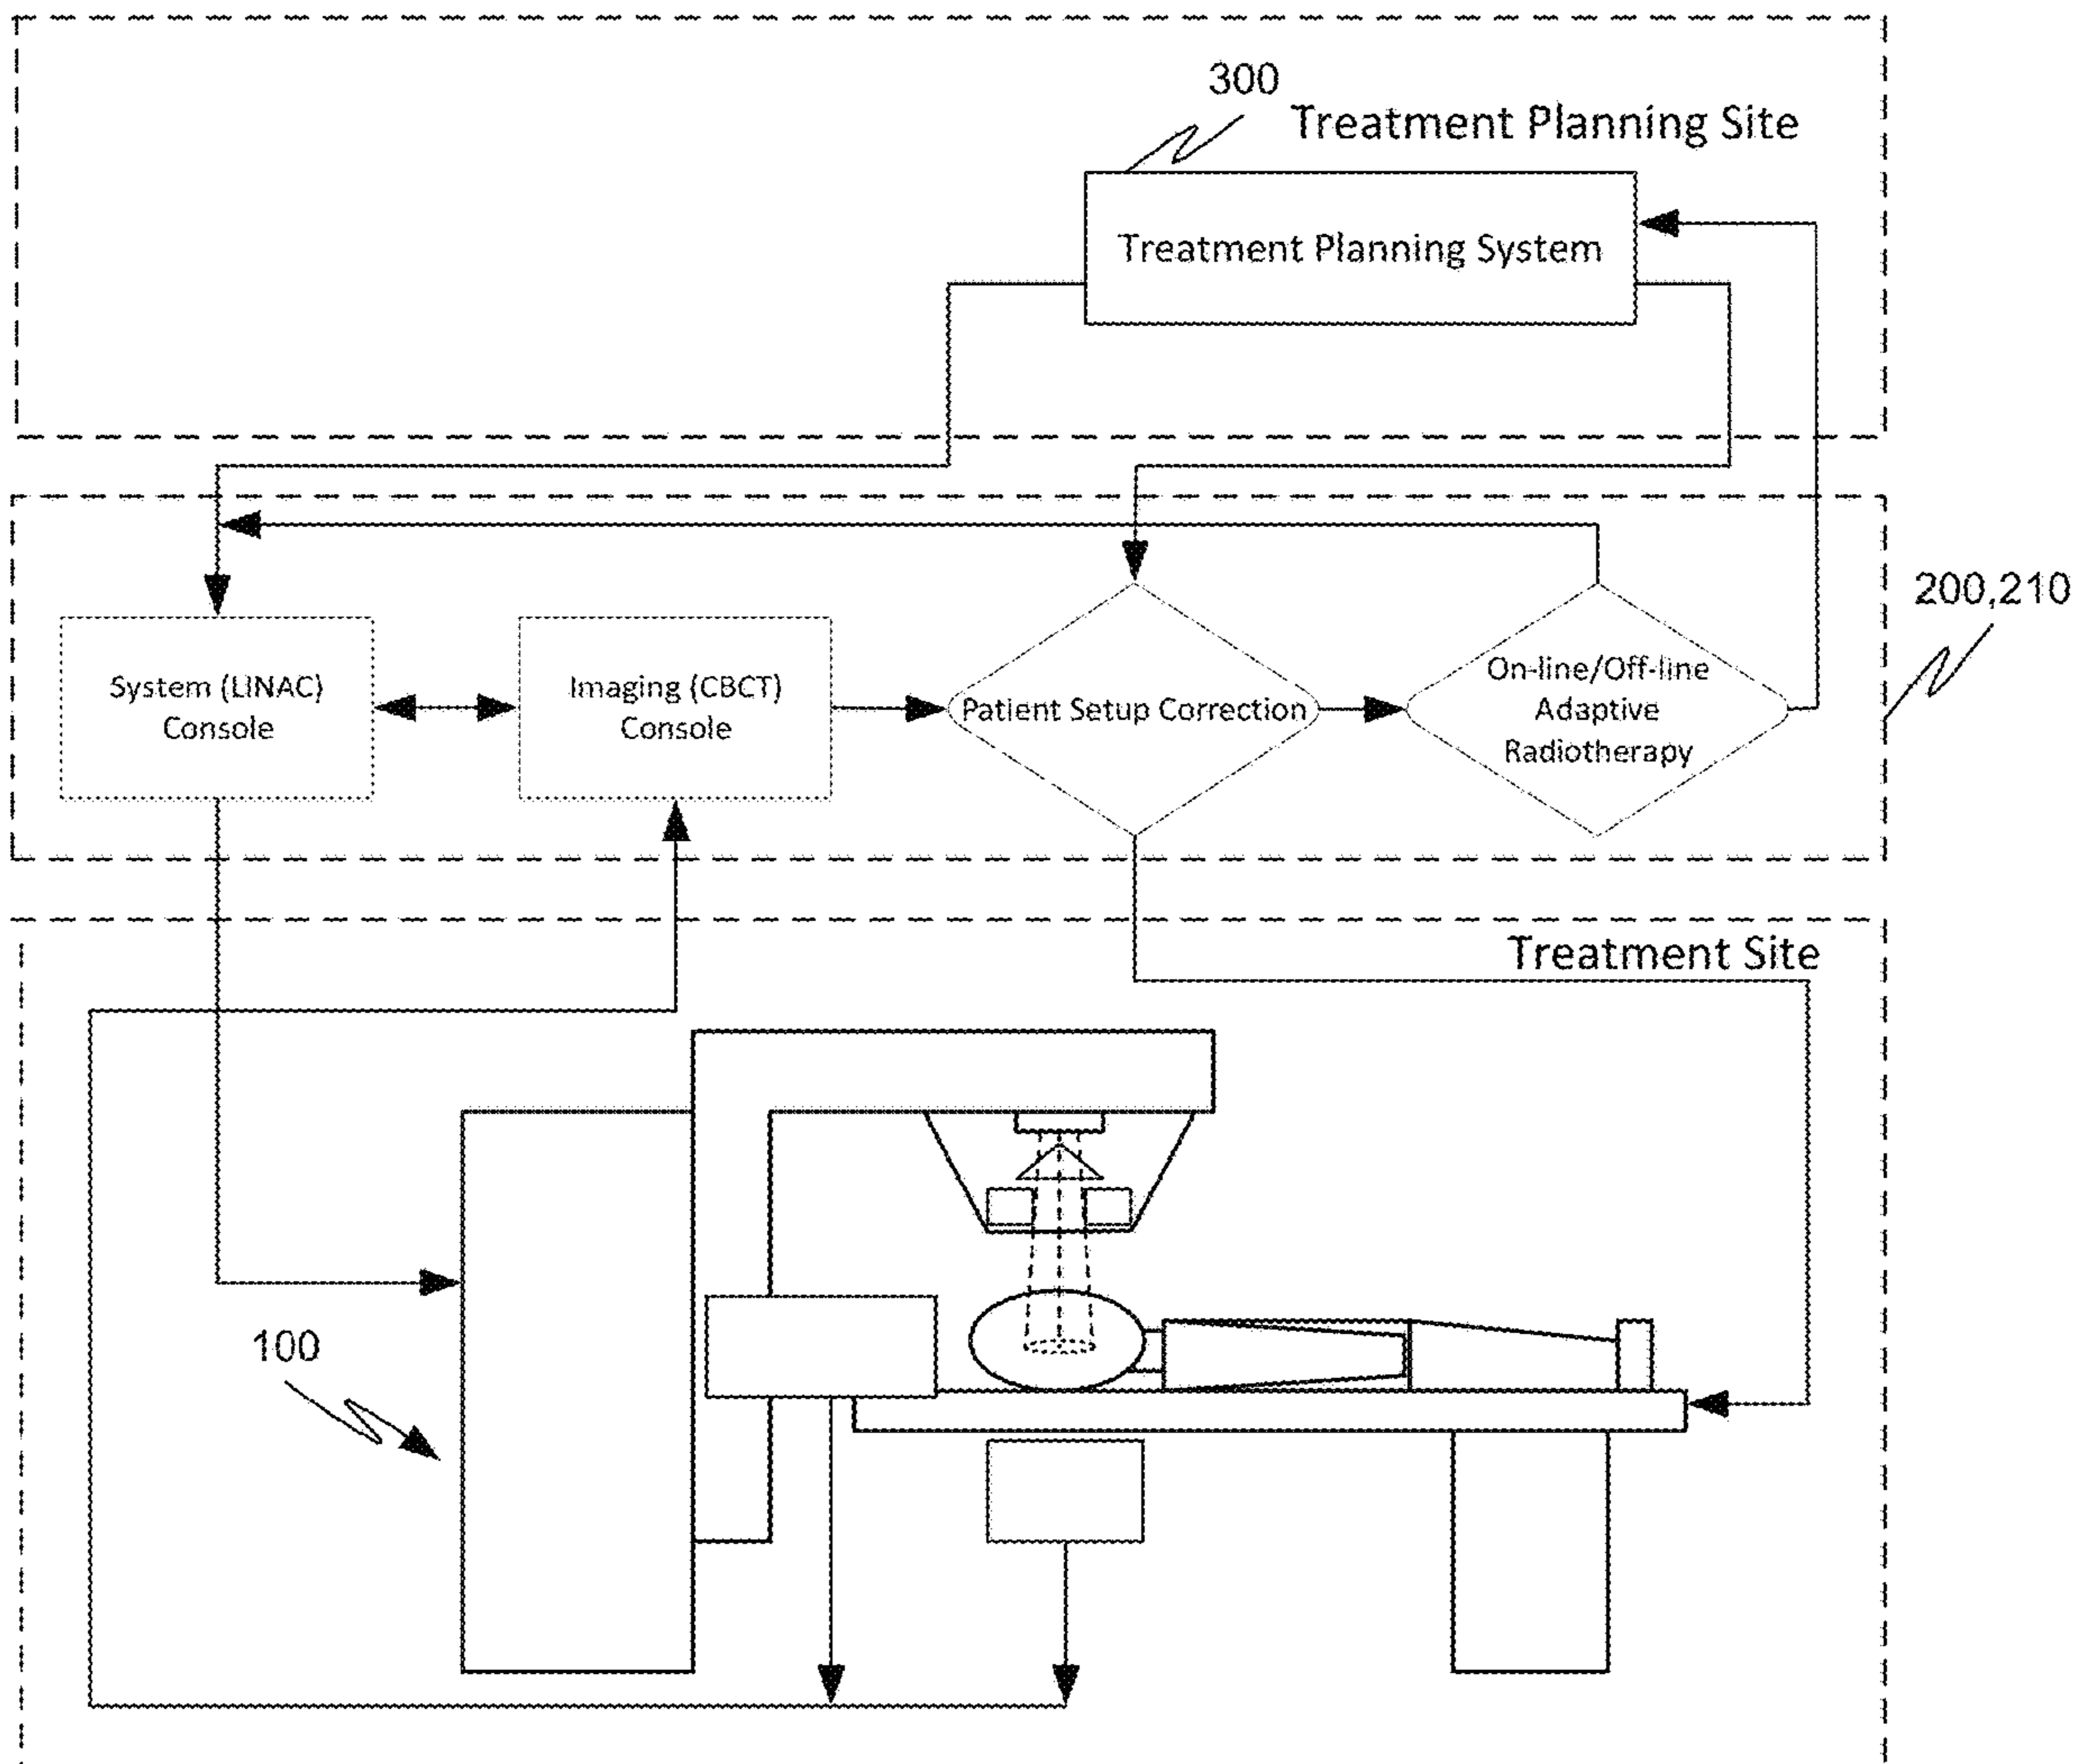 300
Treatment Planning Site
Treatment Planning System
200,210
System (LINAC)
Console
Imaging (CBCT)
Console
Patient Setup Correction
On-line/Off-line
Adaptive
Radiotherapy
Treatment Site
100